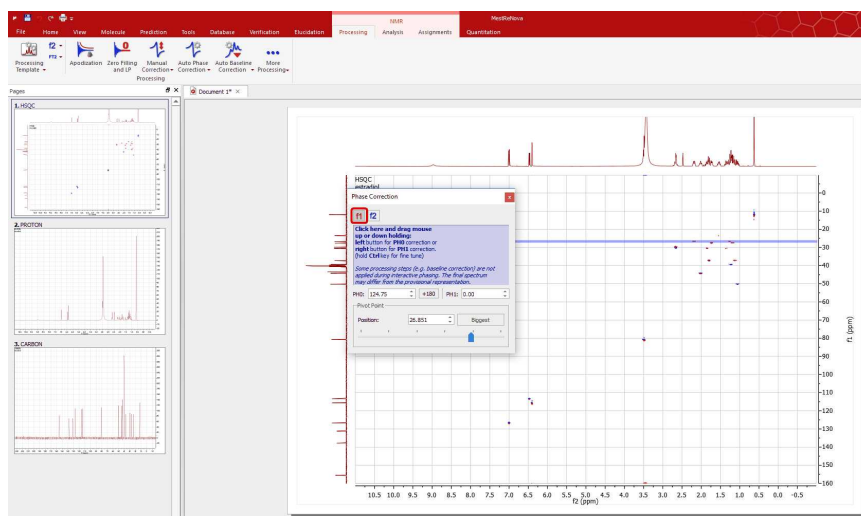 NMR
MestReNova
File Home View Molecule Prediction Tools Database Verification Elucidation Processing Analysis Assignments Quantitation
f2
FT2
Processing Template
Apodization
Zero Filling and LP
Manual Correction
Auto Phase Correction
Auto Baseline Correction
More Processing
Processing
Pages
Document 1*
1. HSQC
2. PROTON
3. CARBON
HSQC
estradiol
Phase Correction
f1 f2
Click here and drag mouse
up or down holding:
left button for PH0 correction or
right button for PH1 correction.
(hold Ctrl key for fine tune)
Some processing steps (e.g. baseline correction) are not
applied during interactive phasing. The final spectrum
may differ from the provisional representation.
PH0: 124.75 +180 PH1: 0.00
Pivot Point
Position: 26.851 Biggest
0
10
20
30
40
50
60
70
80
90
100
110
120
130
140
150
160
f1 (ppm)
10.5 10.0 9.5 9.0 8.5 8.0 7.5 7.0 6.5 6.0 5.5 5.0 4.5 4.0 3.5 3.0 2.5 2.0 1.5 1.0 0.5 0.0 -0.5
f2 (ppm)